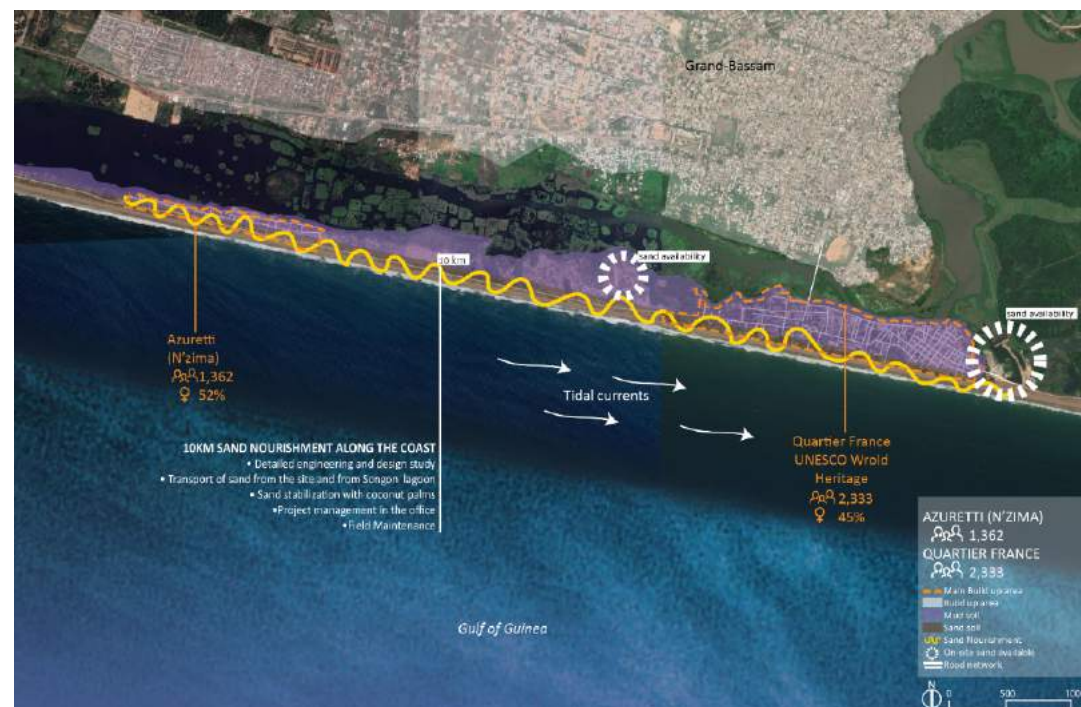 Grand-Bassam
sand availability
10 km
sand availability
Azuretti
(N'zima)
1,362
52%
Tidal currents
10KM SAND NOURISHMENT ALONG THE COAST
• Detailed engineering and design study
• Transport of sand from the site and from Songon lagoon
• Sand stabilization with coconut palms
•Project management in the office
•Field Maintenance
Quartier France
UNESCO Wrold
Heritage
2,333
45%
Gulf of Guinea
AZURETTI (N'ZIMA)
1,362
QUARTIER FRANCE
2,333
Main Build up area
Build up area
Mud soil
Sand soil
Sand Nourishment
On-site sand available
Road network
N
0 500 100